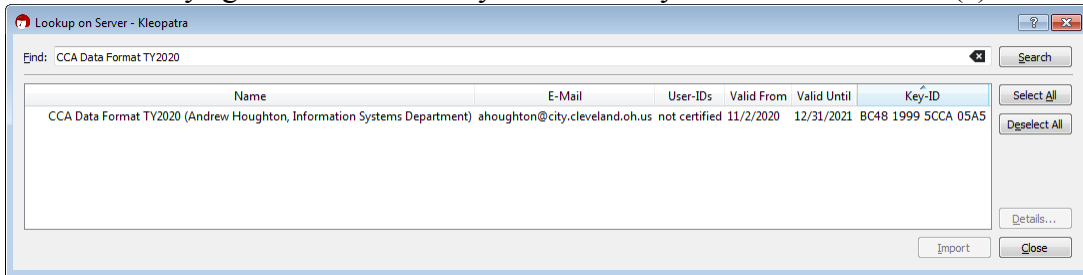 Lookup on Server - Kleopatra
Find: CCA Data Format TY2020 Search
Name E-Mail User-IDs Valid From Valid Until Key-ID Select All
CCA Data Format TY2020 (Andrew Houghton, Information Systems Department) ahoughton@city.cleveland.oh.us not certified 11/2/2020 12/31/2021 BC48 1999 5CCA 05A5
Deselect All
Details...
Import Close